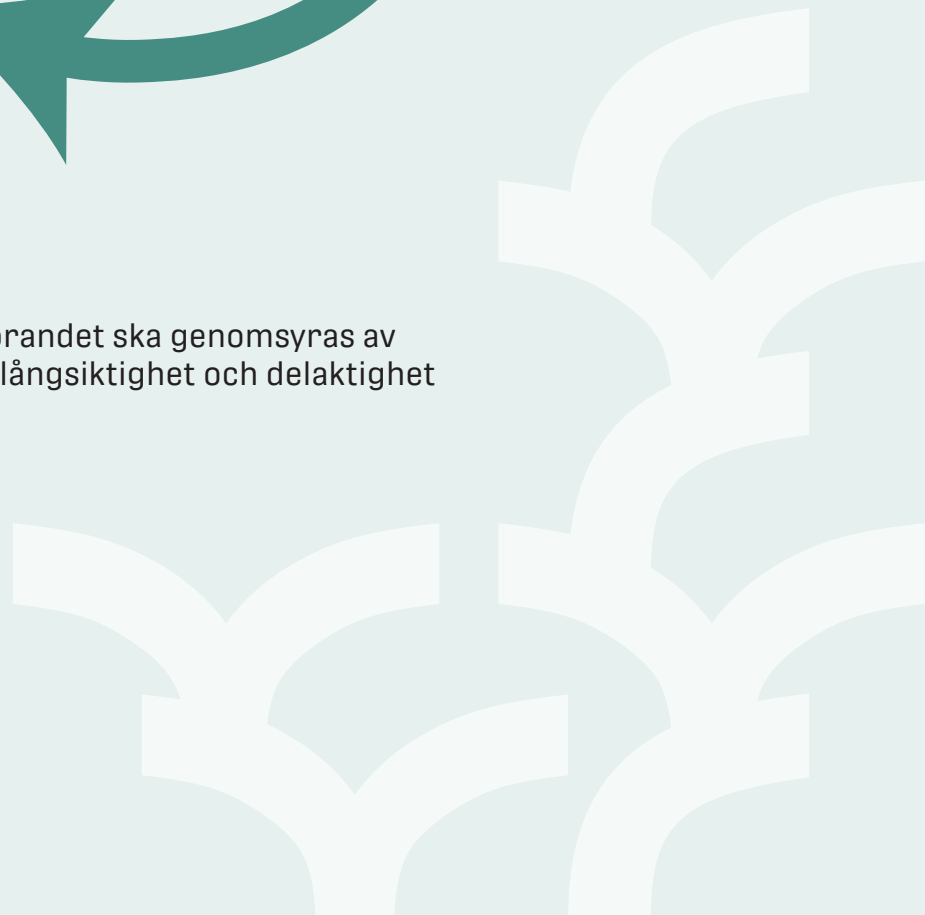 randet ska genomsyras av
långsiktighet och delaktighet